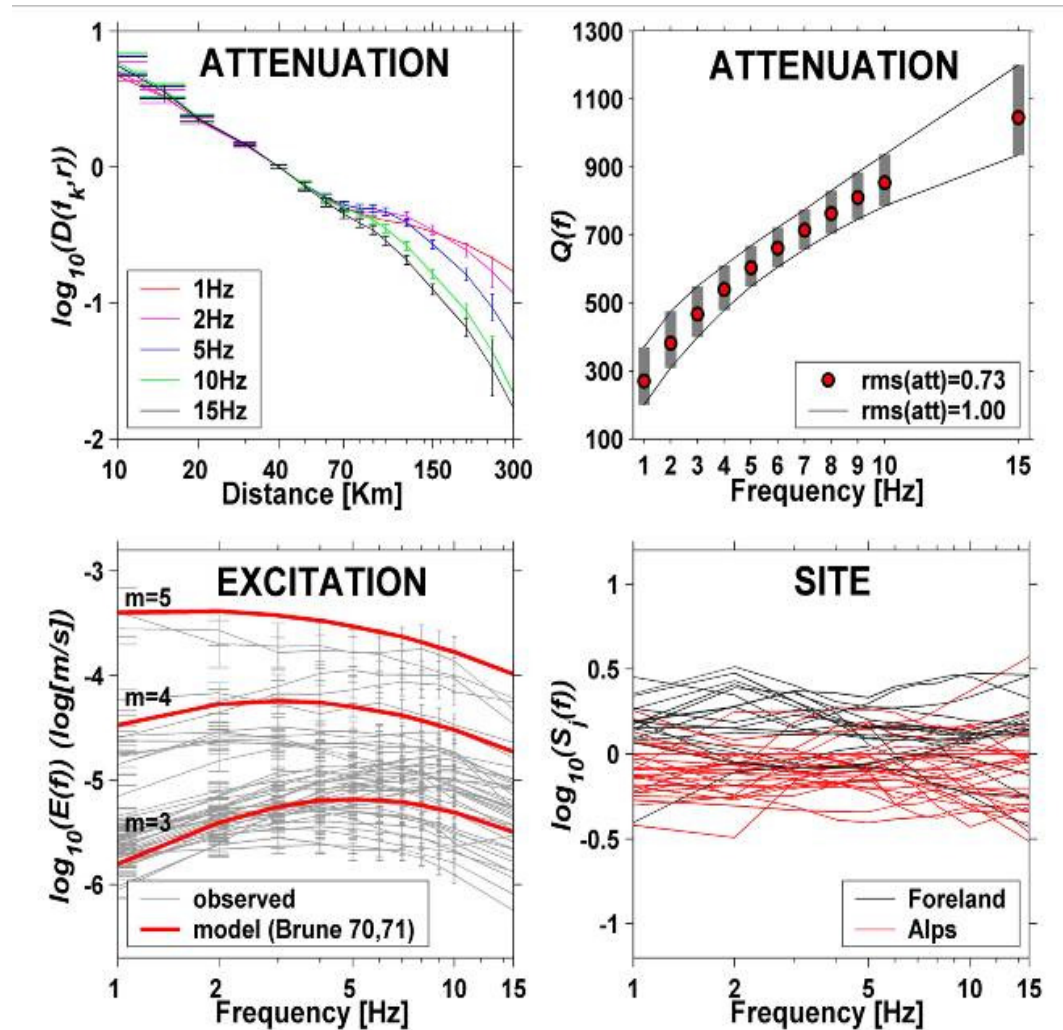 ATTENUATION
log10(D(fk,r))
1
0
-1
-2
10 20 40 70 150 300
Distance [Km]
1Hz
2Hz
5Hz
10Hz
15Hz
ATTENUATION
Q(f)
1300
1100
900
700
500
300
100
1 2 3 4 5 6 7 8 9 10 15
Frequency [Hz]
rms(att)=0.73
rms(att)=1.00
EXCITATION
log10(E(f)) (log[m/s])
-3
-4
-5
-6
m=5
m=4
m=3
observed
model (Brune 70,71)
1 2 5 10 15
Frequency [Hz]
SITE
log10(Si(f))
1
0.5
0
-0.5
-1
Foreland
Alps
1 2 5 10 15
Frequency [Hz]